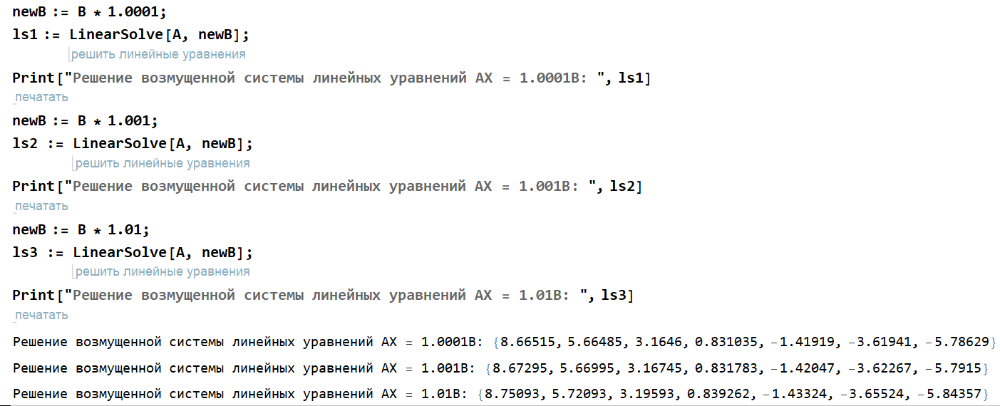 newB := B * 1.0001;
ls1 := LinearSolve[A, newB];
решить линейные уравнения
Print["Решение возмущенной системы линейных уравнений AX = 1.0001B: ", ls1]
печатать
newB := B * 1.001;
ls2 := LinearSolve[A, newB];
решить линейные уравнения
Print["Решение возмущенной системы линейных уравнений AX = 1.001B: ", ls2]
печатать
newB := B * 1.01;
ls3 := LinearSolve[A, newB];
решить линейные уравнения
Print["Решение возмущенной системы линейных уравнений AX = 1.01B: ", ls3]
печатать
Решение возмущенной системы линейных уравнений AX = 1.0001B: {8.66515, 5.66485, 3.1646, 0.831035, -1.41919, -3.61941, -5.78629}
Решение возмущенной системы линейных уравнений AX = 1.001B: {8.67295, 5.66995, 3.16745, 0.831783, -1.42047, -3.62267, -5.7915}
Решение возмущенной системы линейных уравнений AX = 1.01B: {8.75093, 5.72093, 3.19593, 0.839262, -1.43324, -3.65524, -5.84357}